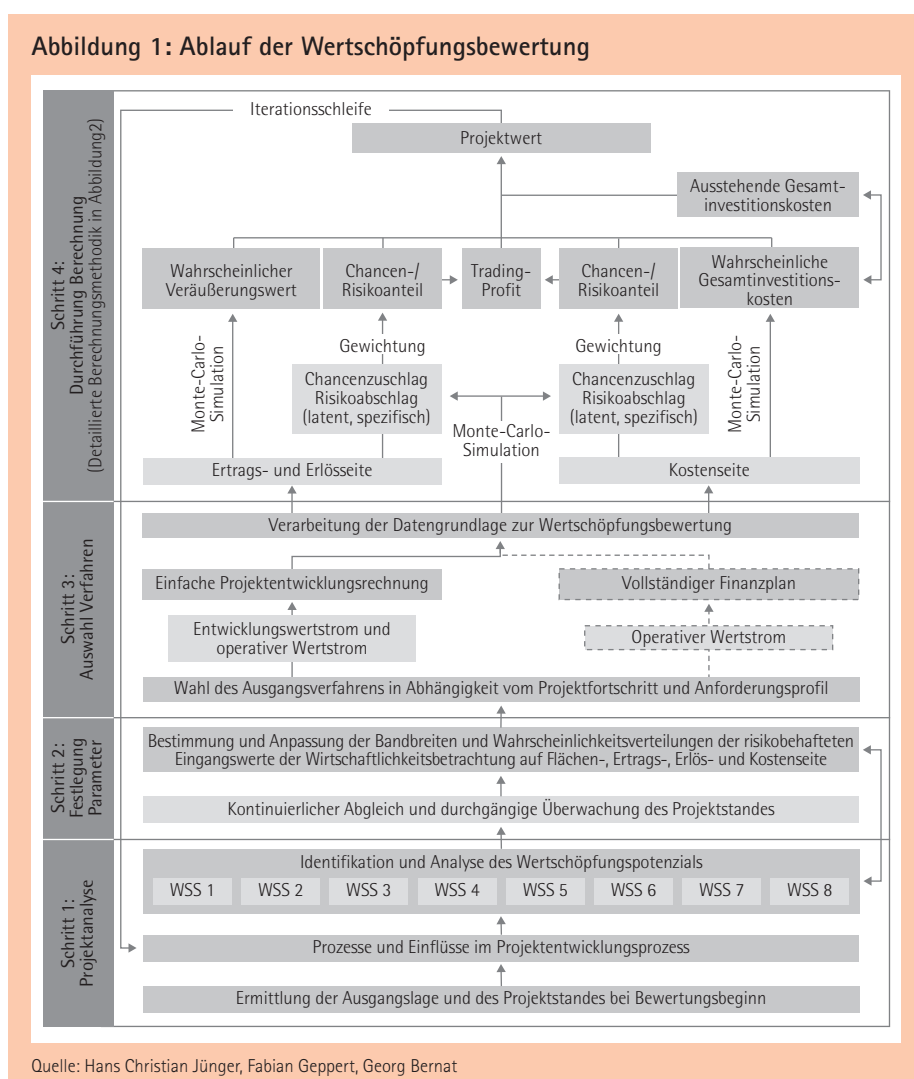 Abbildung 1: Ablauf der Wertschöpfungsbewertung
Schritt 4:
Durchführung Berechnung
(Detaillierte Berechnungsmethodik in Abbildung2)
Iterationsschleife
Projektwert
Ausstehende Gesamt-
investitionskosten
Wahrscheinlicher
Veräußerungswert
Chancen-/
Risikoanteil
Trading-
Profit
Chancen-/
Risikoanteil
Wahrscheinliche
Gesamtinvestitions-
kosten
Monte-Carlo-
Simulation
Gewichtung
Chancenzuschlag
Risikoabschlag
(latent, spezifisch)
Monte-Carlo-
Simulation
Gewichtung
Chancenzuschlag
Risikoabschlag
(latent, spezifisch)
Monte-Carlo-
Simulation
Ertrags- und Erlösseite
Kostenseite
Schritt 3:
Auswahl Verfahren
Verarbeitung der Datengrundlage zur Wertschöpfungsbewertung
Einfache Projektentwicklungsrechnung
Vollständiger Finanzplan
Entwicklungswertstrom und
operativer Wertstrom
Operativer Wertstrom
Wahl des Ausgangsverfahrens in Abhängigkeit vom Projektfortschritt und Anforderungsprofil
Schritt 2:
Festlegung
Parameter
Bestimmung und Anpassung der Bandbreiten und Wahrscheinlichkeitsverteilungen der risikobehafteten
Eingangswerte der Wirtschaftlichkeitsbetrachtung auf Flächen-, Ertrags-, Erlös- und Kostenseite
Kontinuierlicher Abgleich und durchgängige Überwachung des Projektstandes
Schritt 1:
Projektanalyse
Identifikation und Analyse des Wertschöpfungspotenzials
WSS 1 WSS 2 WSS 3 WSS 4 WSS 5 WSS 6 WSS 7 WSS 8
Prozesse und Einflüsse im Projektentwicklungsprozess
Ermittlung der Ausgangslage und des Projektstandes bei Bewertungsbeginn
Quelle: Hans Christian Jünger, Fabian Geppert, Georg Bernat